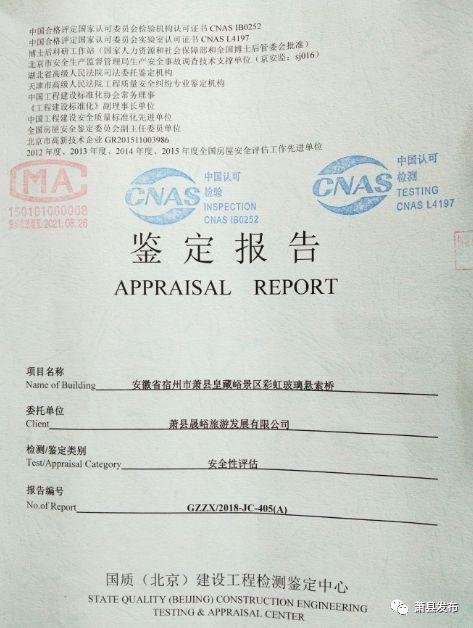 中国合格评定国家认可委员会检验机构认可证书 CNAS IB0252
中国合格评定国家认可委员会实验室认可证书 CNAS L4197
博士后科研工作站（国家人力资源和社会保障部和全国博士后管委会批准）
北京市安全生产监督管理局生产安全事故调查技术支撑单位（京安监：sj016）
湖北省高级人民法院司法委托鉴定机构
天津市高级人民法院工程质量安全纠纷专业鉴定机构
中国工程建设标准化协会常务理事
《工程建设标准化》副理事长单位
中国工程建设安全质量标准化先进单位
全国房屋安全鉴定委员会副主任委员单位
北京市高新技术企业 GR201511003986
2012 年度、2013 年度、2014 年度、2015 年度全国房屋安全评估工作先进单位
MA
150101060008
2021.08.26
CNAS
中国认可
检验
INSPECTION
CNAS IB0252
CNAS
中国认可
检测
TESTING
CNAS L4197
鉴定报告
APPRAISAL REPORT
项目名称
Name of Building 安徽省宿州市萧县皇藏峪景区彩虹玻璃悬索桥
委托单位
Client 萧县晟峪旅游发展有限公司
检测/鉴定类别
Test/Appraisal Category 安全性评估
报告编号
No.of Report GZZX/2018-JC-405(A)
国质（北京）建设工程检测鉴定中心
STATE QUALITY (BEIJING) CONSTRUCTION ENGINEERING
TESTING & APPRAISAL CENTER
萧县发布